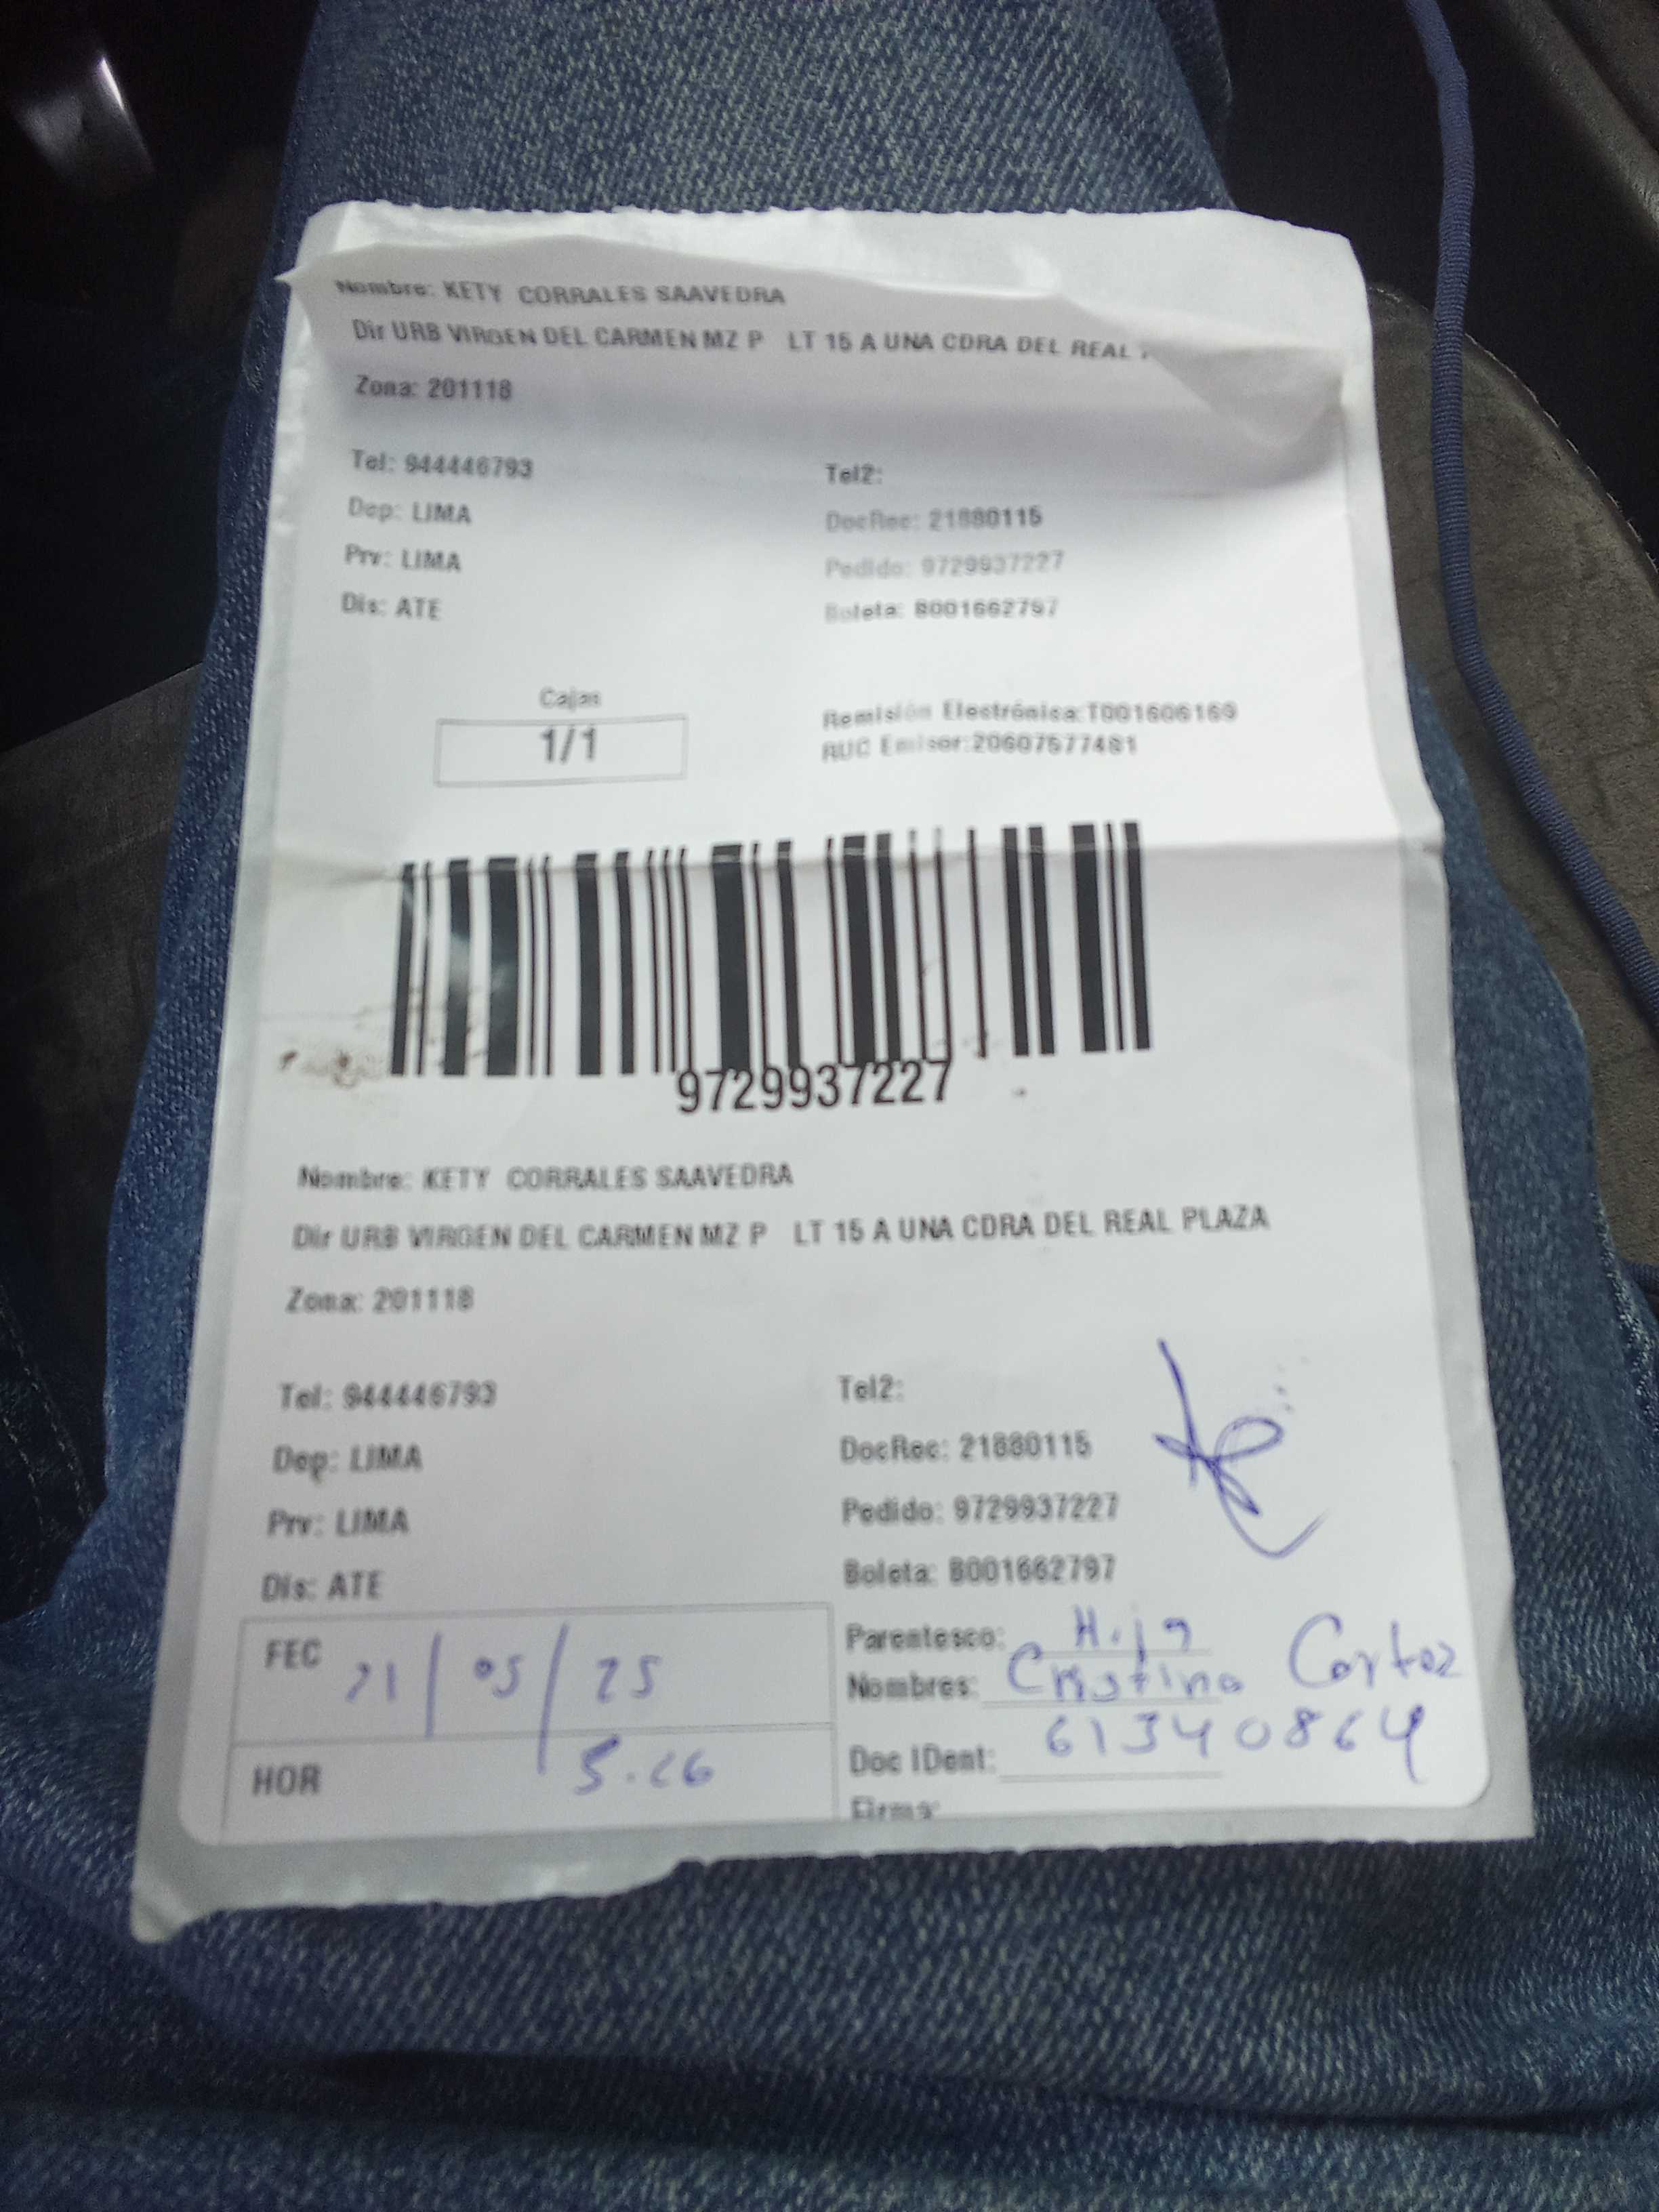 Nombre: KETY CORRALES SAAVEDRA
Dir URB VIRGEN DEL CARMEN MZ P LT 15 A UNA CDRA DEL REAL
Zona: 201118
Tel: 944446793 Tel2:
Dep: LIMA DocRec: 21880115
Prv: LIMA Pedido: 9729937227
Dis: ATE Boleta: B001662797
Cajas
1/1
Remisión Electrónica:T001606169
RUC Emisor:20607577481
9729937227
Nombre: KETY CORRALES SAAVEDRA
Dir URB VIRGEN DEL CARMEN MZ P LT 15 A UNA CDRA DEL REAL PLAZA
Zona: 201118
Tel: 944446793 Tel2:
Dep: LIMA DocRec: 21880115
Prv: LIMA Pedido: 9729937227
Dis: ATE Boleta: B001662797
FEC 21/05/25 Parentesco: Hija
Nombres: Cristina Cortez
HOR 5.26 Doc IDent: 61340864
Firma: